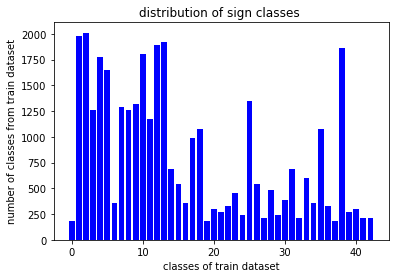 distribution of sign classes
number of classes from train dataset
2000
1750
1500
1250
1000
750
500
250
0
0 10 20 30 40
classes of train dataset